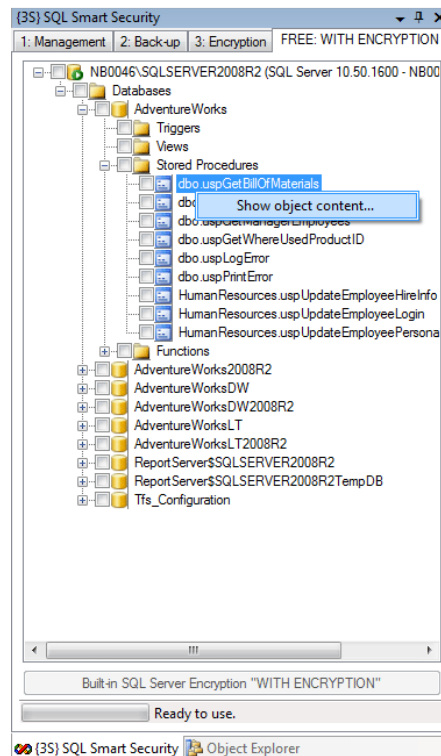 {3S} SQL Smart Security
1: Management 2: Back-up 3: Encryption FREE: WITH ENCRYPTION
NB0046\SQLSERVER2008R2 (SQL Server 10.50.1600 - NB00
Databases
AdventureWorks
Triggers
Views
Stored Procedures
dbo.uspGetBillOfMaterials
Show object content...
dbo.uspGetManagerEmployees
dbo.uspGetWhereUsedProductID
dbo.uspLogError
dbo.uspPrintError
HumanResources.uspUpdateEmployeeHireInfo
HumanResources.uspUpdateEmployeeLogin
HumanResources.uspUpdateEmployeePersona
Functions
AdventureWorks2008R2
AdventureWorksDW
AdventureWorksDW2008R2
AdventureWorksLT
AdventureWorksLT2008R2
ReportServer$SQLSERVER2008R2
ReportServer$SQLSERVER2008R2TempDB
Tfs_Configuration
Built-in SQL Server Encryption "WITH ENCRYPTION"
Ready to use.
{3S} SQL Smart Security Object Explorer